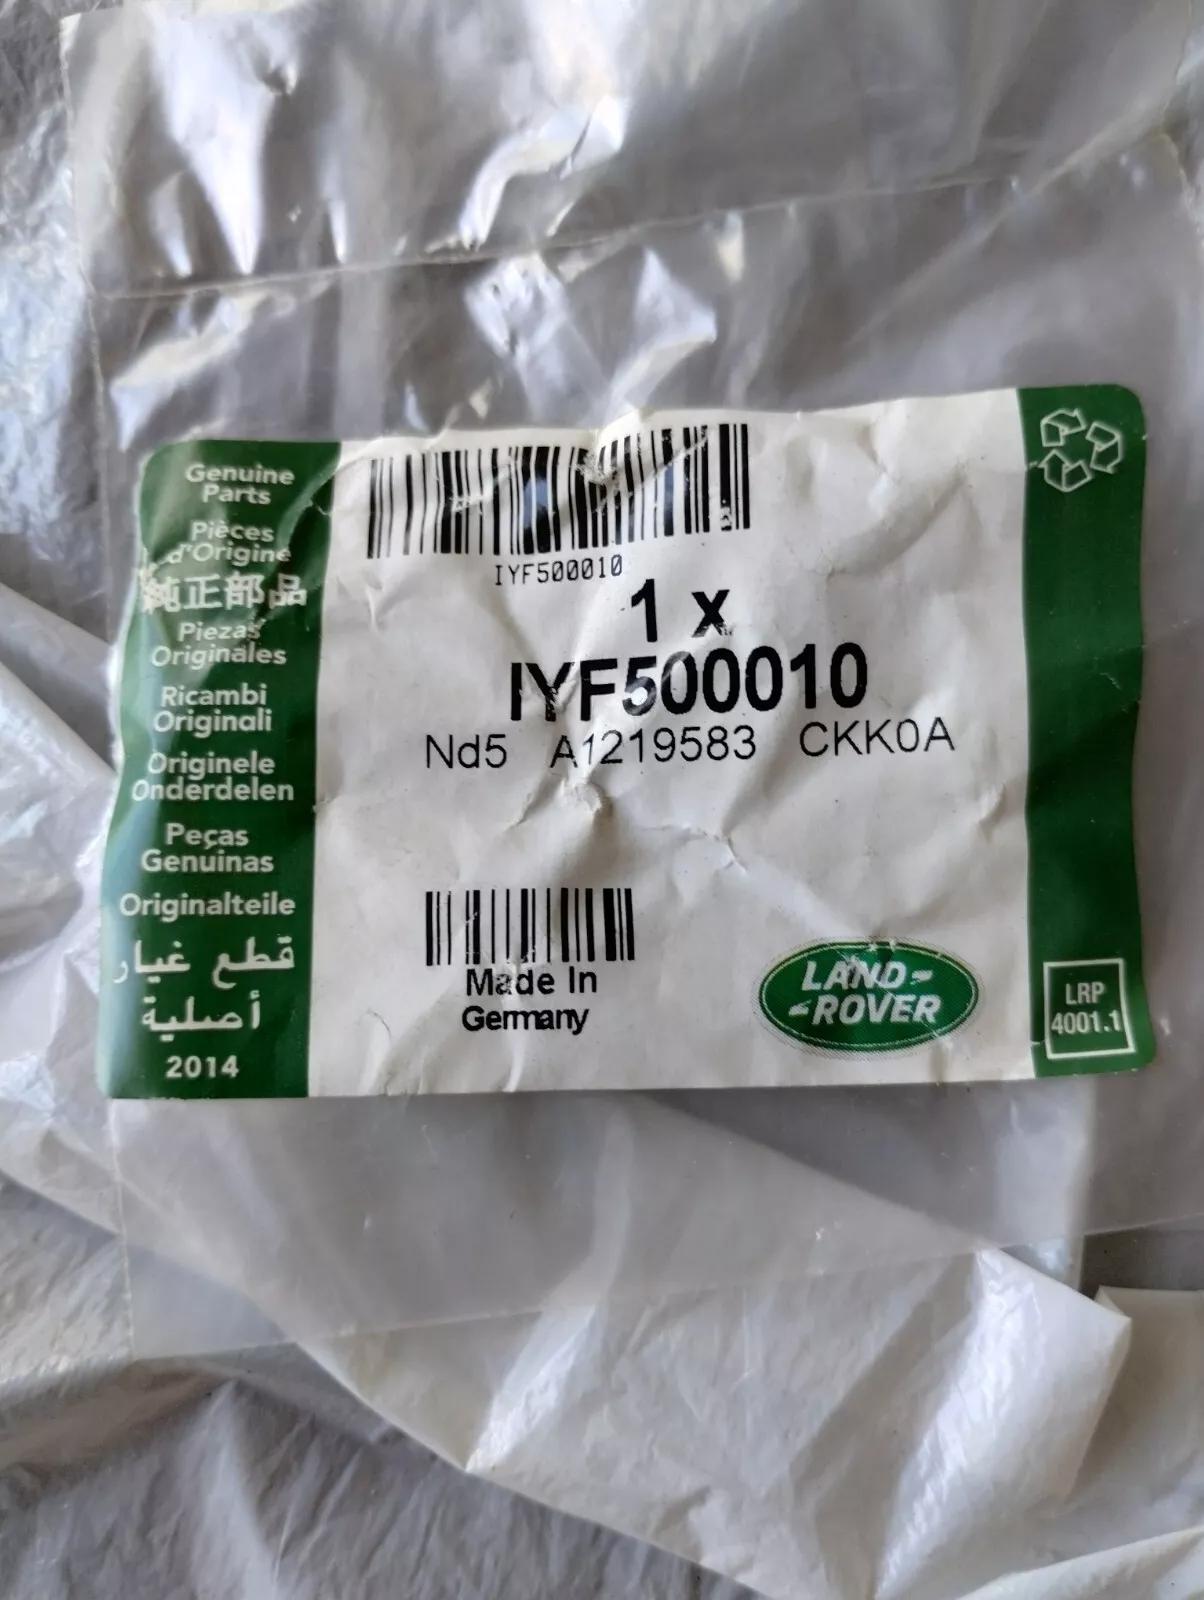 Genuine
Parts
Pièces
d'Origine
純正部品
Piezas
Originales
Ricambi
Originali
Originele
Onderdelen
Peças
Genuinas
Originalteile
قطع غيار
أصلية
2014
IYF500010
1 x
IYF500010
Nd5 A1219583 CKK0A
Made In
Germany
LAND-
-ROVER
LRP
4001.1